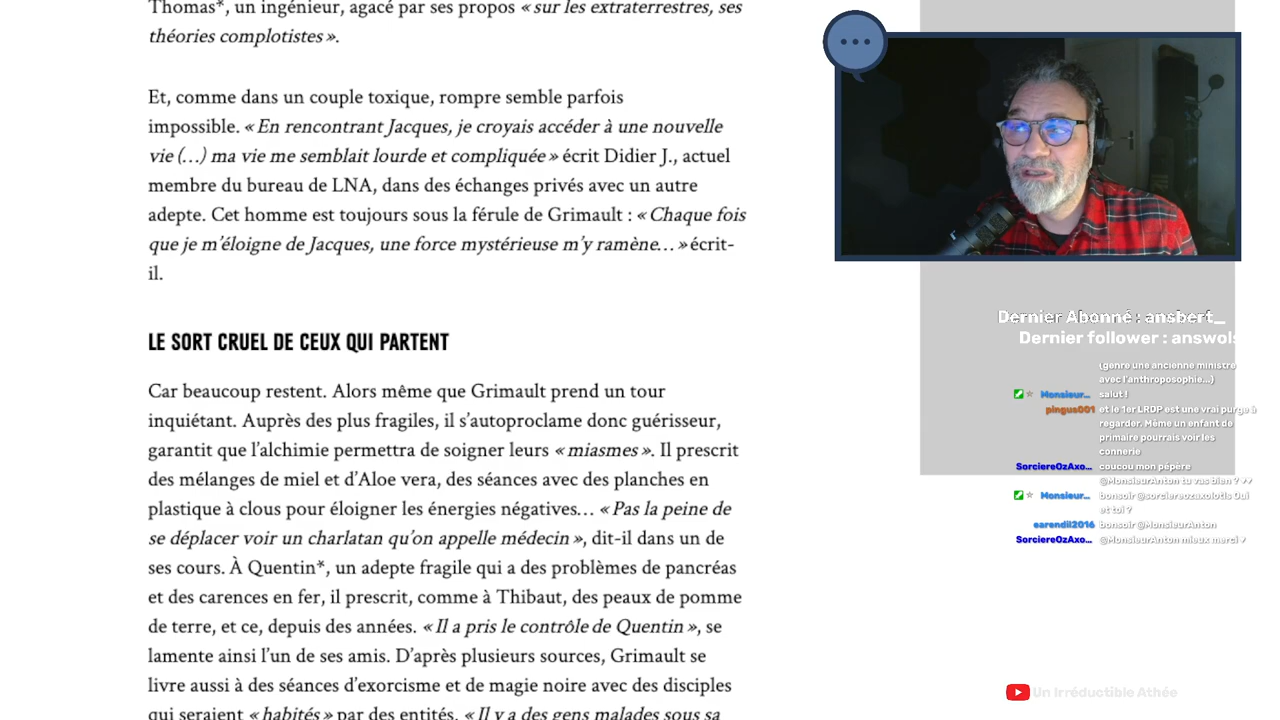 Thomas*, un ingénieur, agacé par ses propos « sur les extraterrestres, ses
théories complotistes ».
Et, comme dans un couple toxique, rompre semble parfois
impossible. « En rencontrant Jacques, je croyais accéder à une nouvelle
vie (…) ma vie me semblait lourde et compliquée » écrit Didier J., actuel
membre du bureau de LNA, dans des échanges privés avec un autre
adepte. Cet homme est toujours sous la férule de Grimault : « Chaque fois
que je m’éloigne de Jacques, une force mystérieuse m’y ramène… » écrit-
il.
LE SORT CRUEL DE CEUX QUI PARTENT
Car beaucoup restent. Alors même que Grimault prend un tour
inquiétant. Auprès des plus fragiles, il s’autoproclame donc guérisseur,
garantit que l’alchimie permettra de soigner leurs « miasmes ». Il prescrit
des mélanges de miel et d’Aloe vera, des séances avec des planches en
plastique à clous pour éloigner les énergies négatives… « Pas la peine de
se déplacer voir un charlatan qu’on appelle médecin », dit-il dans un de
ses cours. À Quentin*, un adepte fragile qui a des problèmes de pancréas
et des carences en fer, il prescrit, comme à Thibaut, des peaux de pomme
de terre, et ce, depuis des années. « Il a pris le contrôle de Quentin », se
lamente ainsi l’un de ses amis. D’après plusieurs sources, Grimault se
livre aussi à des séances d’exorcisme et de magie noire avec des disciples
qui seraient « habités » par des entités. « Il y a des gens malades sous sa
Dernier Abonné : ansbert_
Dernier follower : answols
(genre une ancienne ministre
avec l'anthroposophie...)
Monsieur... salut !
pingus001 et le 1er LRDP est une vrai purge à
regarder. Même un enfant de
primaire pourrais voir les
connerie
SorciereOzAxo... coucou mon pépère
@MonsieurAnton tu vas bien ? ^^
Monsieur... bonsoir @sorciereozaxolotls Oui
et toi ?
earendil2016 bonsoir @MonsieurAnton
SorciereOzAxo... @MonsieurAnton mieux merci
Un Irréductible Athée